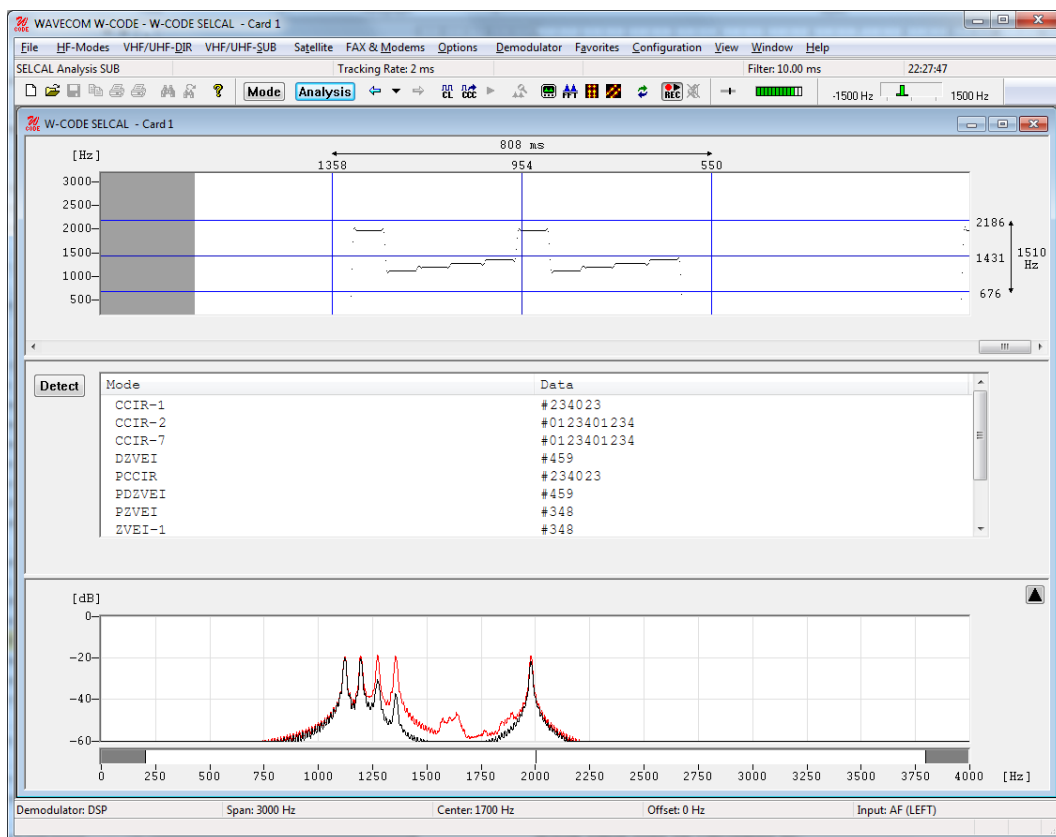 WAVECOM W-CODE - W-CODE SELCAL - Card 1
File HF-Modes VHF/UHF-DIR VHF/UHF-SUB Satellite FAX & Modems Options Demodulator Favorites Configuration View Window Help
SELCAL Analysis SUB Tracking Rate: 2 ms Filter: 10.00 ms 22:27:47
Mode Analysis CL CCC REC -1500 Hz 1500 Hz
W-CODE SELCAL - Card 1
808 ms
[Hz] 1358 954 550
3000
2500
2000 2186
1500 1431 1510 Hz
1000
500 676
Detect Mode Data
CCIR-1 #234023
CCIR-2 #0123401234
CCIR-7 #0123401234
DZVEI #459
PCCIR #234023
PDZVEI #459
PZVEI #348
ZVEI-1 #348
[dB]
0
-20
-40
-60
0 250 500 750 1000 1250 1500 1750 2000 2250 2500 2750 3000 3250 3500 3750 4000 [Hz]
Demodulator: DSP Span: 3000 Hz Center: 1700 Hz Offset: 0 Hz Input: AF (LEFT)